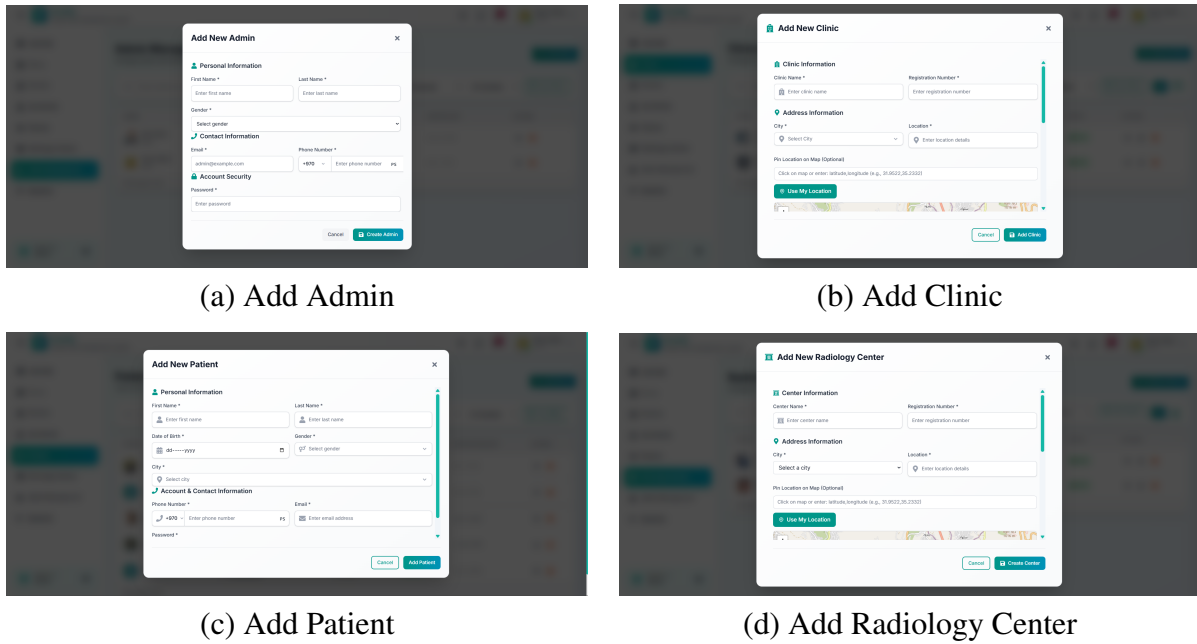 Add New Admin ×
Personal Information
First Name * Last Name *
Enter first name Enter last name
Gender *
Select gender
Contact Information
Email * Phone Number *
admin@example.com +970 Enter phone number PS
Account Security
Password *
Enter password
Cancel Create Admin
(a) Add Admin
Add New Clinic ×
Clinic Information
Clinic Name * Registration Number *
Enter clinic name Enter registration number
Address Information
City * Location *
Select City Enter location details
Pin Location on Map (Optional)
Click on map or enter: latitude,longitude (e.g., 31.9522,35.2332)
Use My Location
Cancel Add Clinic
(b) Add Clinic
Add New Patient ×
Personal Information
First Name * Last Name *
Enter first name Enter last name
Date of Birth * Gender *
dd-----yyyy Select gender
City *
Select city
Account & Contact Information
Phone Number * Email *
+970 Enter phone number PS Enter email address
Password *
Cancel Add Patient
(c) Add Patient
Add New Radiology Center ×
Center Information
Center Name * Registration Number *
Enter center name Enter registration number
Address Information
City * Location *
Select a city Enter location details
Pin Location on Map (Optional)
Click on map or enter: latitude,longitude (e.g., 31.9522,35.2332)
Use My Location
Cancel Create Center
(d) Add Radiology Center